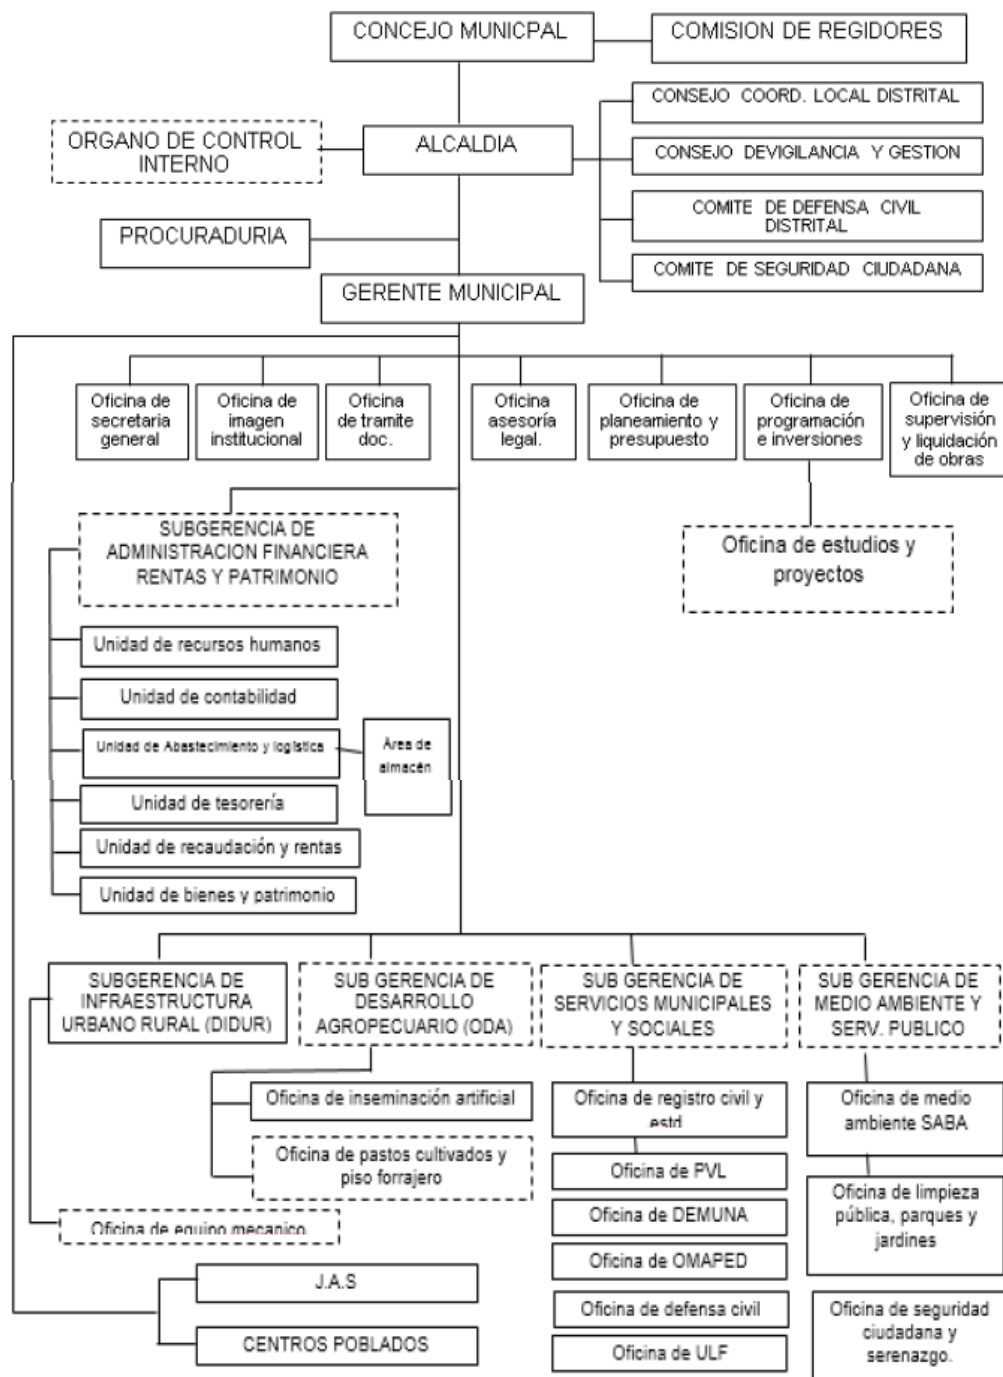 CONCEJO MUNICPAL
COMISION DE REGIDORES
CONSEJO COORD. LOCAL DISTRITAL
ORGANO DE CONTROL
INTERNO
ALCALDIA
CONSEJO DEVIGILANCIA Y GESTION
COMITE DE DEFENSA CIVIL
DISTRITAL
PROCURADURIA
COMITE DE SEGURIDAD CIUDADANA
GERENTE MUNICIPAL
Oficina de
secretaria
general
Oficina de
imagen
institucional
Oficina
de tramite
doc.
Oficina
asesoría
legal.
Oficina de
planeamiento y
presupuesto
Oficina de
programación
e inversiones
Oficina de
supervisión
y liquidación
de obras
SUBGERENCIA DE
ADMINISTRACION FINANCIERA
RENTAS Y PATRIMONIO
Oficina de estudios y
proyectos
Unidad de recursos humanos
Unidad de contabilidad
Unidad de Abastecimiento y logística
Área de
almacén
Unidad de tesorería
Unidad de recaudación y rentas
Unidad de bienes y patrimonio
SUBGERENCIA DE
INFRAESTRUCTURA
URBANO RURAL (DIDUR)
SUB GERENCIA DE
DESARROLLO
AGROPECUARIO (ODA)
SUB GERENCIA DE
SERVICIOS MUNICIPALES
Y SOCIALES
SUB GERENCIA DE
MEDIO AMBIENTE Y
SERV. PUBLICO
Oficina de inseminación artificial
Oficina de pastos cultivados y
piso forrajero
Oficina de equipo mecanico.
Oficina de registro civil y
estd
Oficina de PVL
Oficina de DEMUNA
Oficina de OMAPED
Oficina de defensa civil
Oficina de ULF
Oficina de medio
ambiente SABA
Oficina de limpieza
pública, parques y
jardines
Oficina de seguridad
ciudadana y
serenazgo.
J.A.S
CENTROS POBLADOS